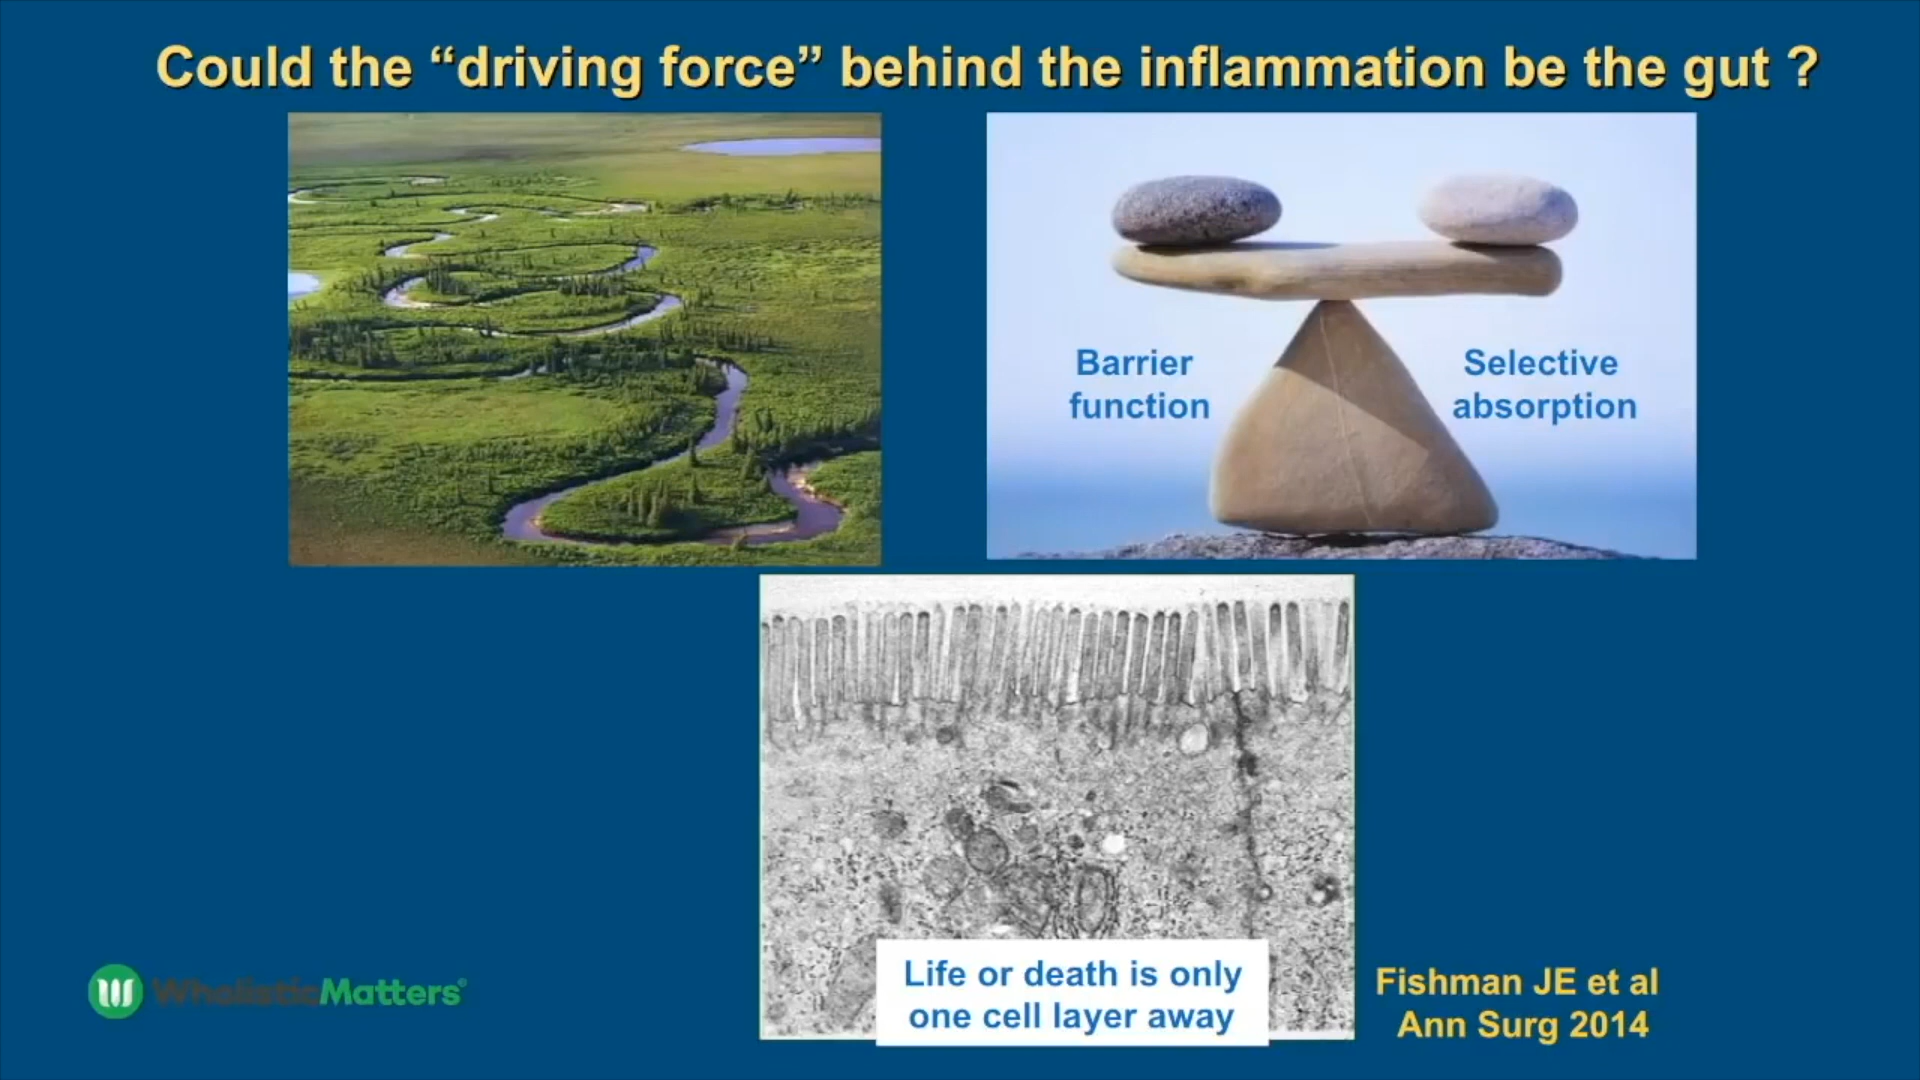 Could the “driving force” behind the inflammation be the gut ?
Barrier
function
Selective
absorption
Life or death is only
one cell layer away
WholisticMatters®
Fishman JE et al
Ann Surg 2014